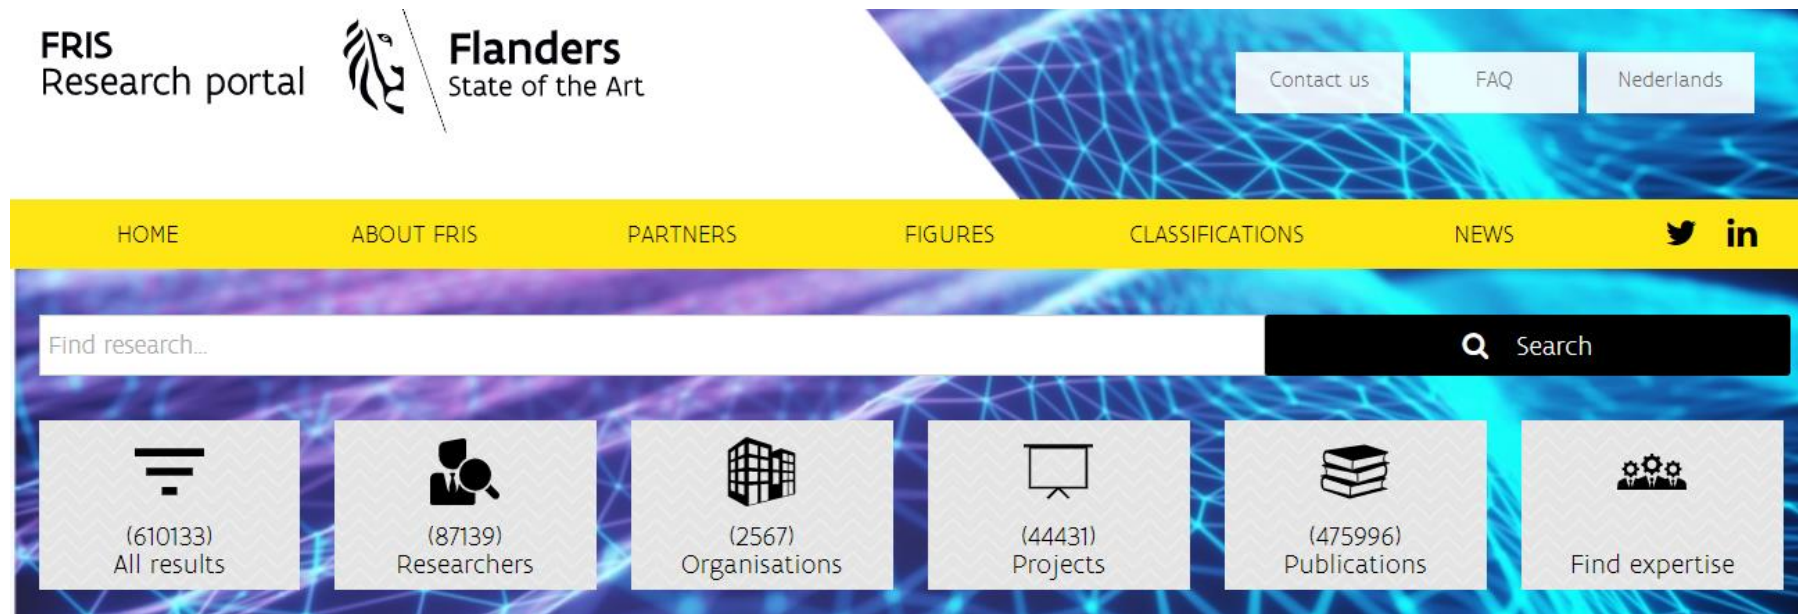 FRIS
Research portal
Flanders
State of the Art
Contact us
FAQ
Nederlands
HOME
ABOUT FRIS
PARTNERS
FIGURES
CLASSIFICATIONS
NEWS
in
Find research...
Search
(610133)
All results
(87139)
Researchers
(2567)
Organisations
(44431)
Projects
(475996)
Publications
Find expertise